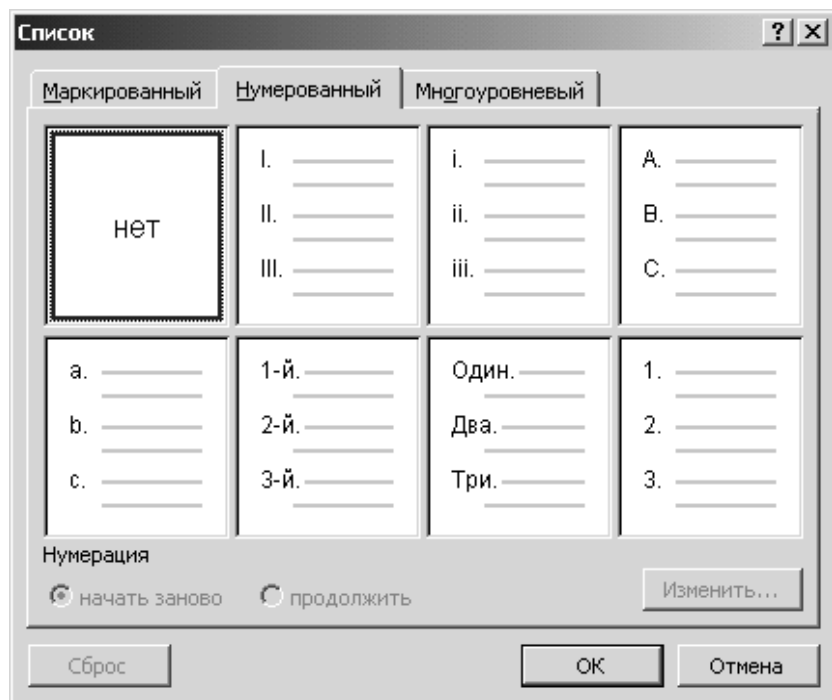 Список
Маркированный Нумерованный Многоуровневый
нет
I.
II.
III.
i.
ii.
iii.
A.
B.
C.
a.
b.
c.
1-й.
2-й.
3-й.
Один.
Два.
Три.
1.
2.
3.
Нумерация
начать заново продолжить Изменить...
Сброс ОК Отмена